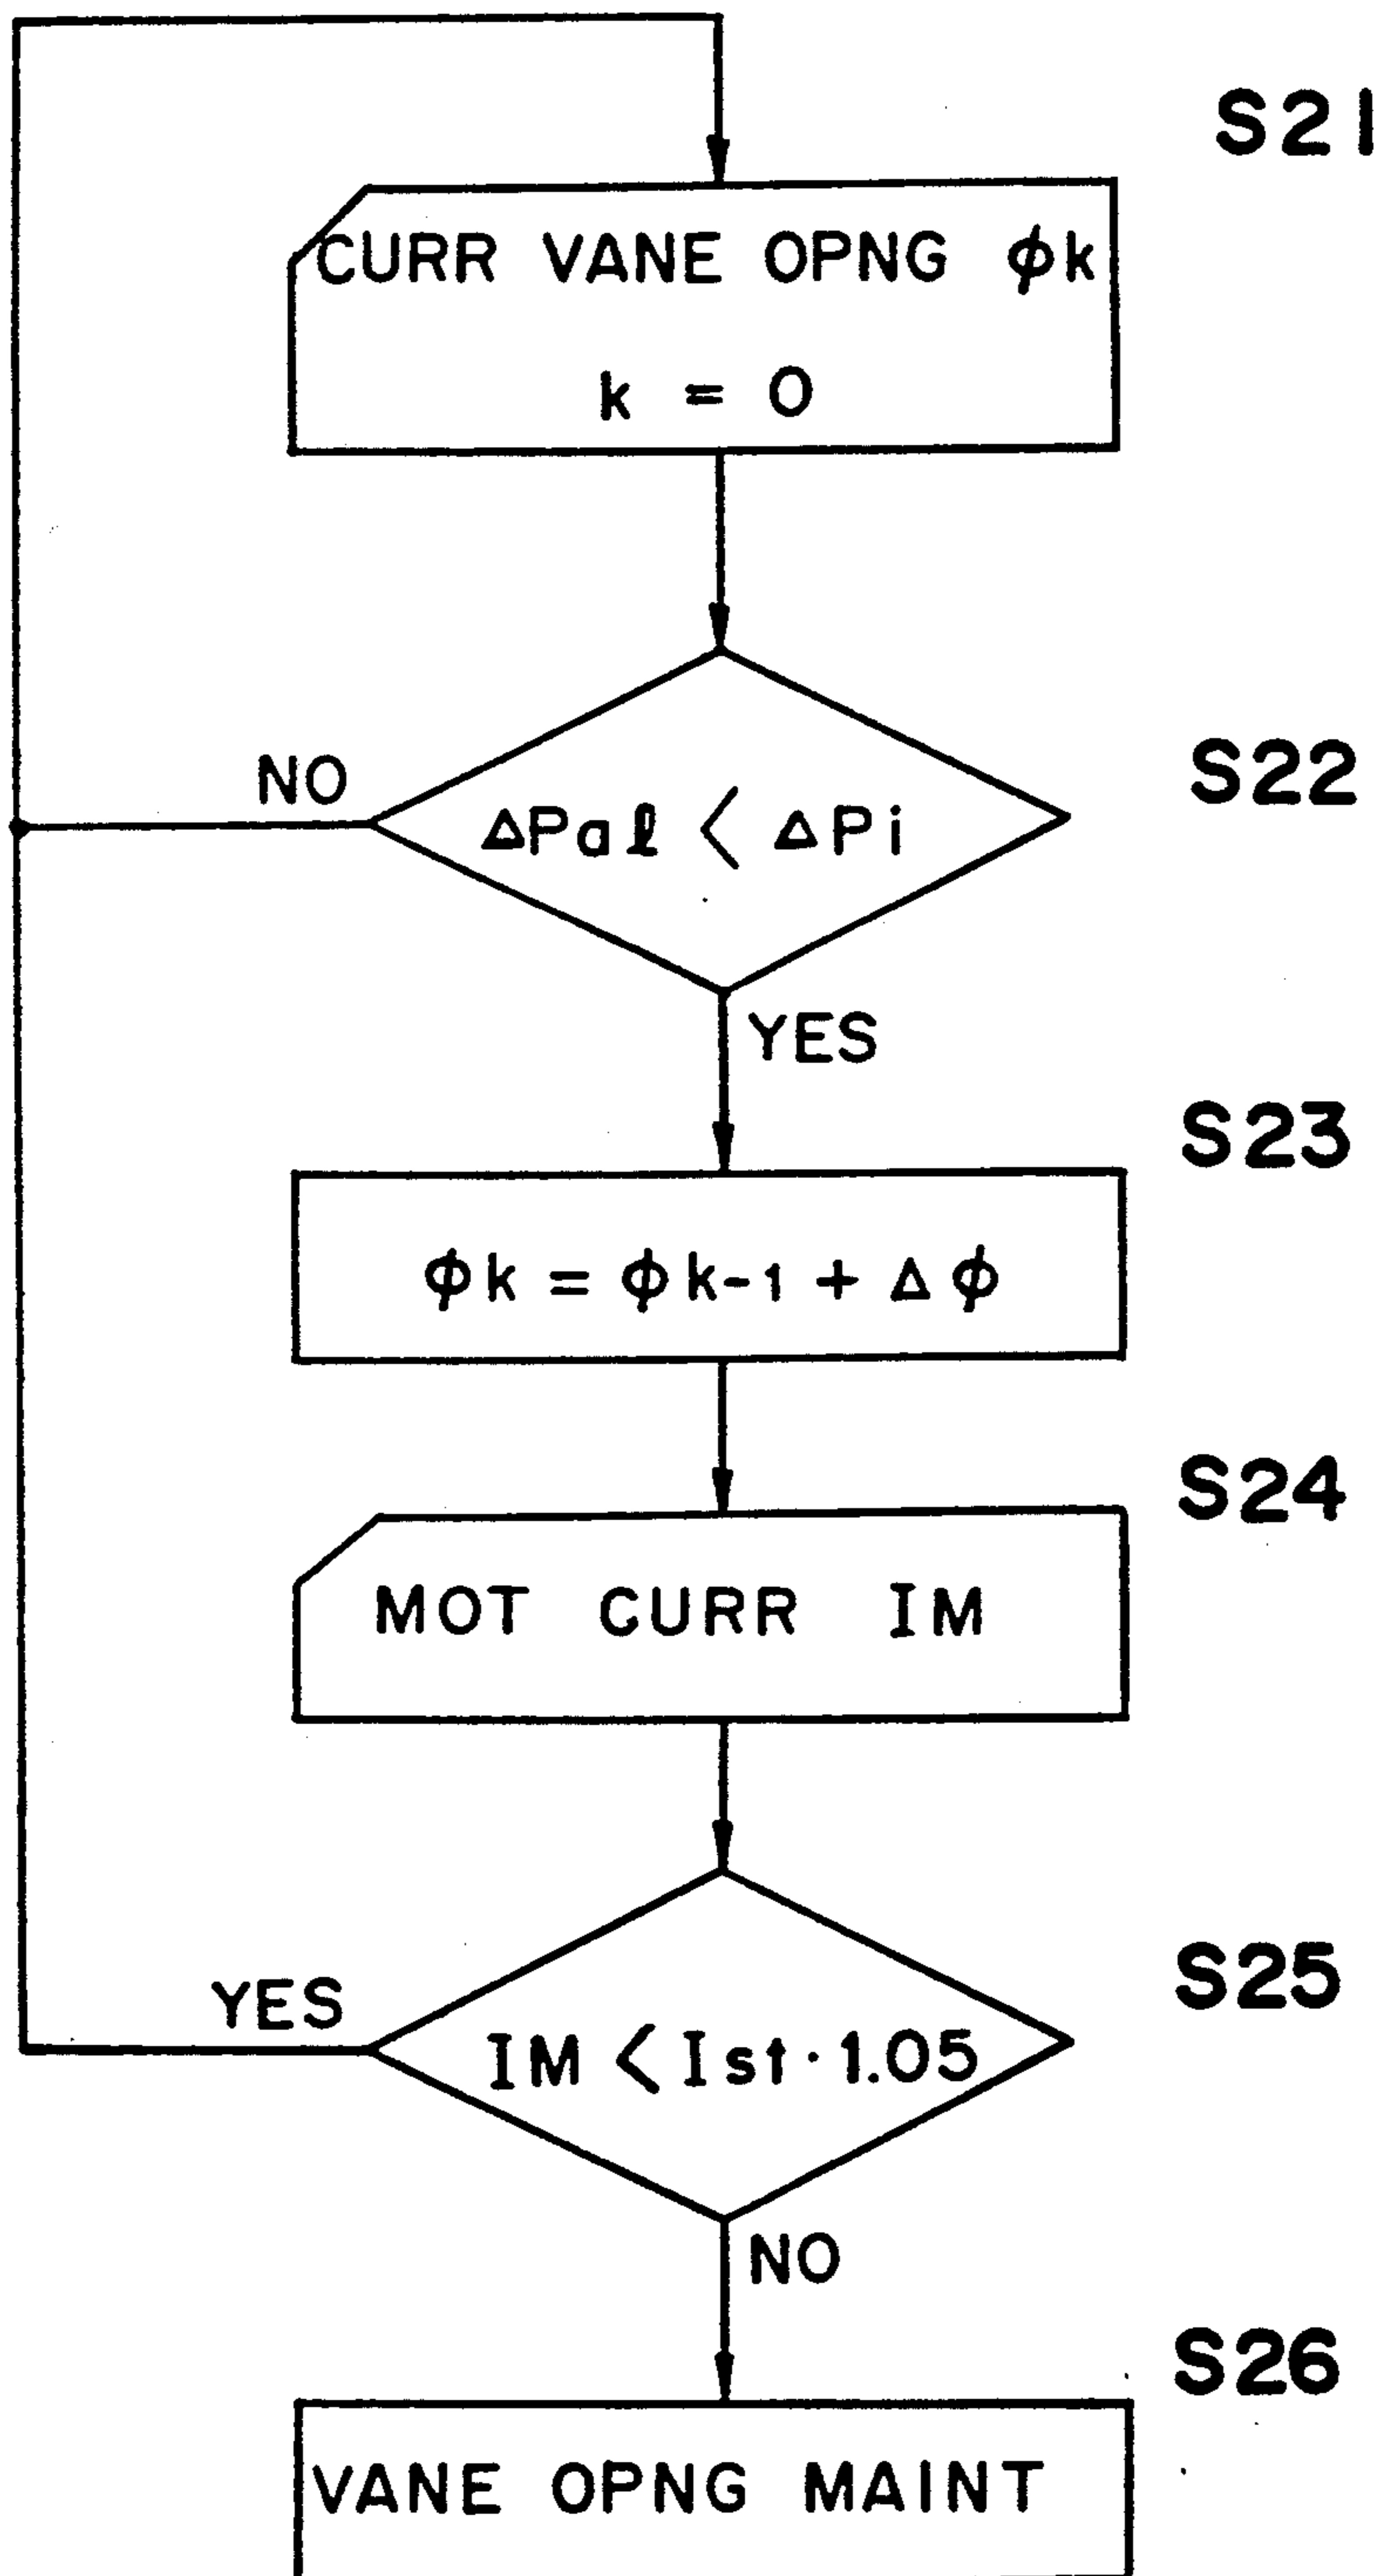 S21
CURR VANE OPNG ϕk
k = 0
S22
NO
ΔPaℓ < ΔPi
YES
S23
ϕk = ϕk-1 + Δϕ
S24
MOT CURR IM
S25
YES
IM < Ist · 1.05
NO
S26
VANE OPNG MAINT